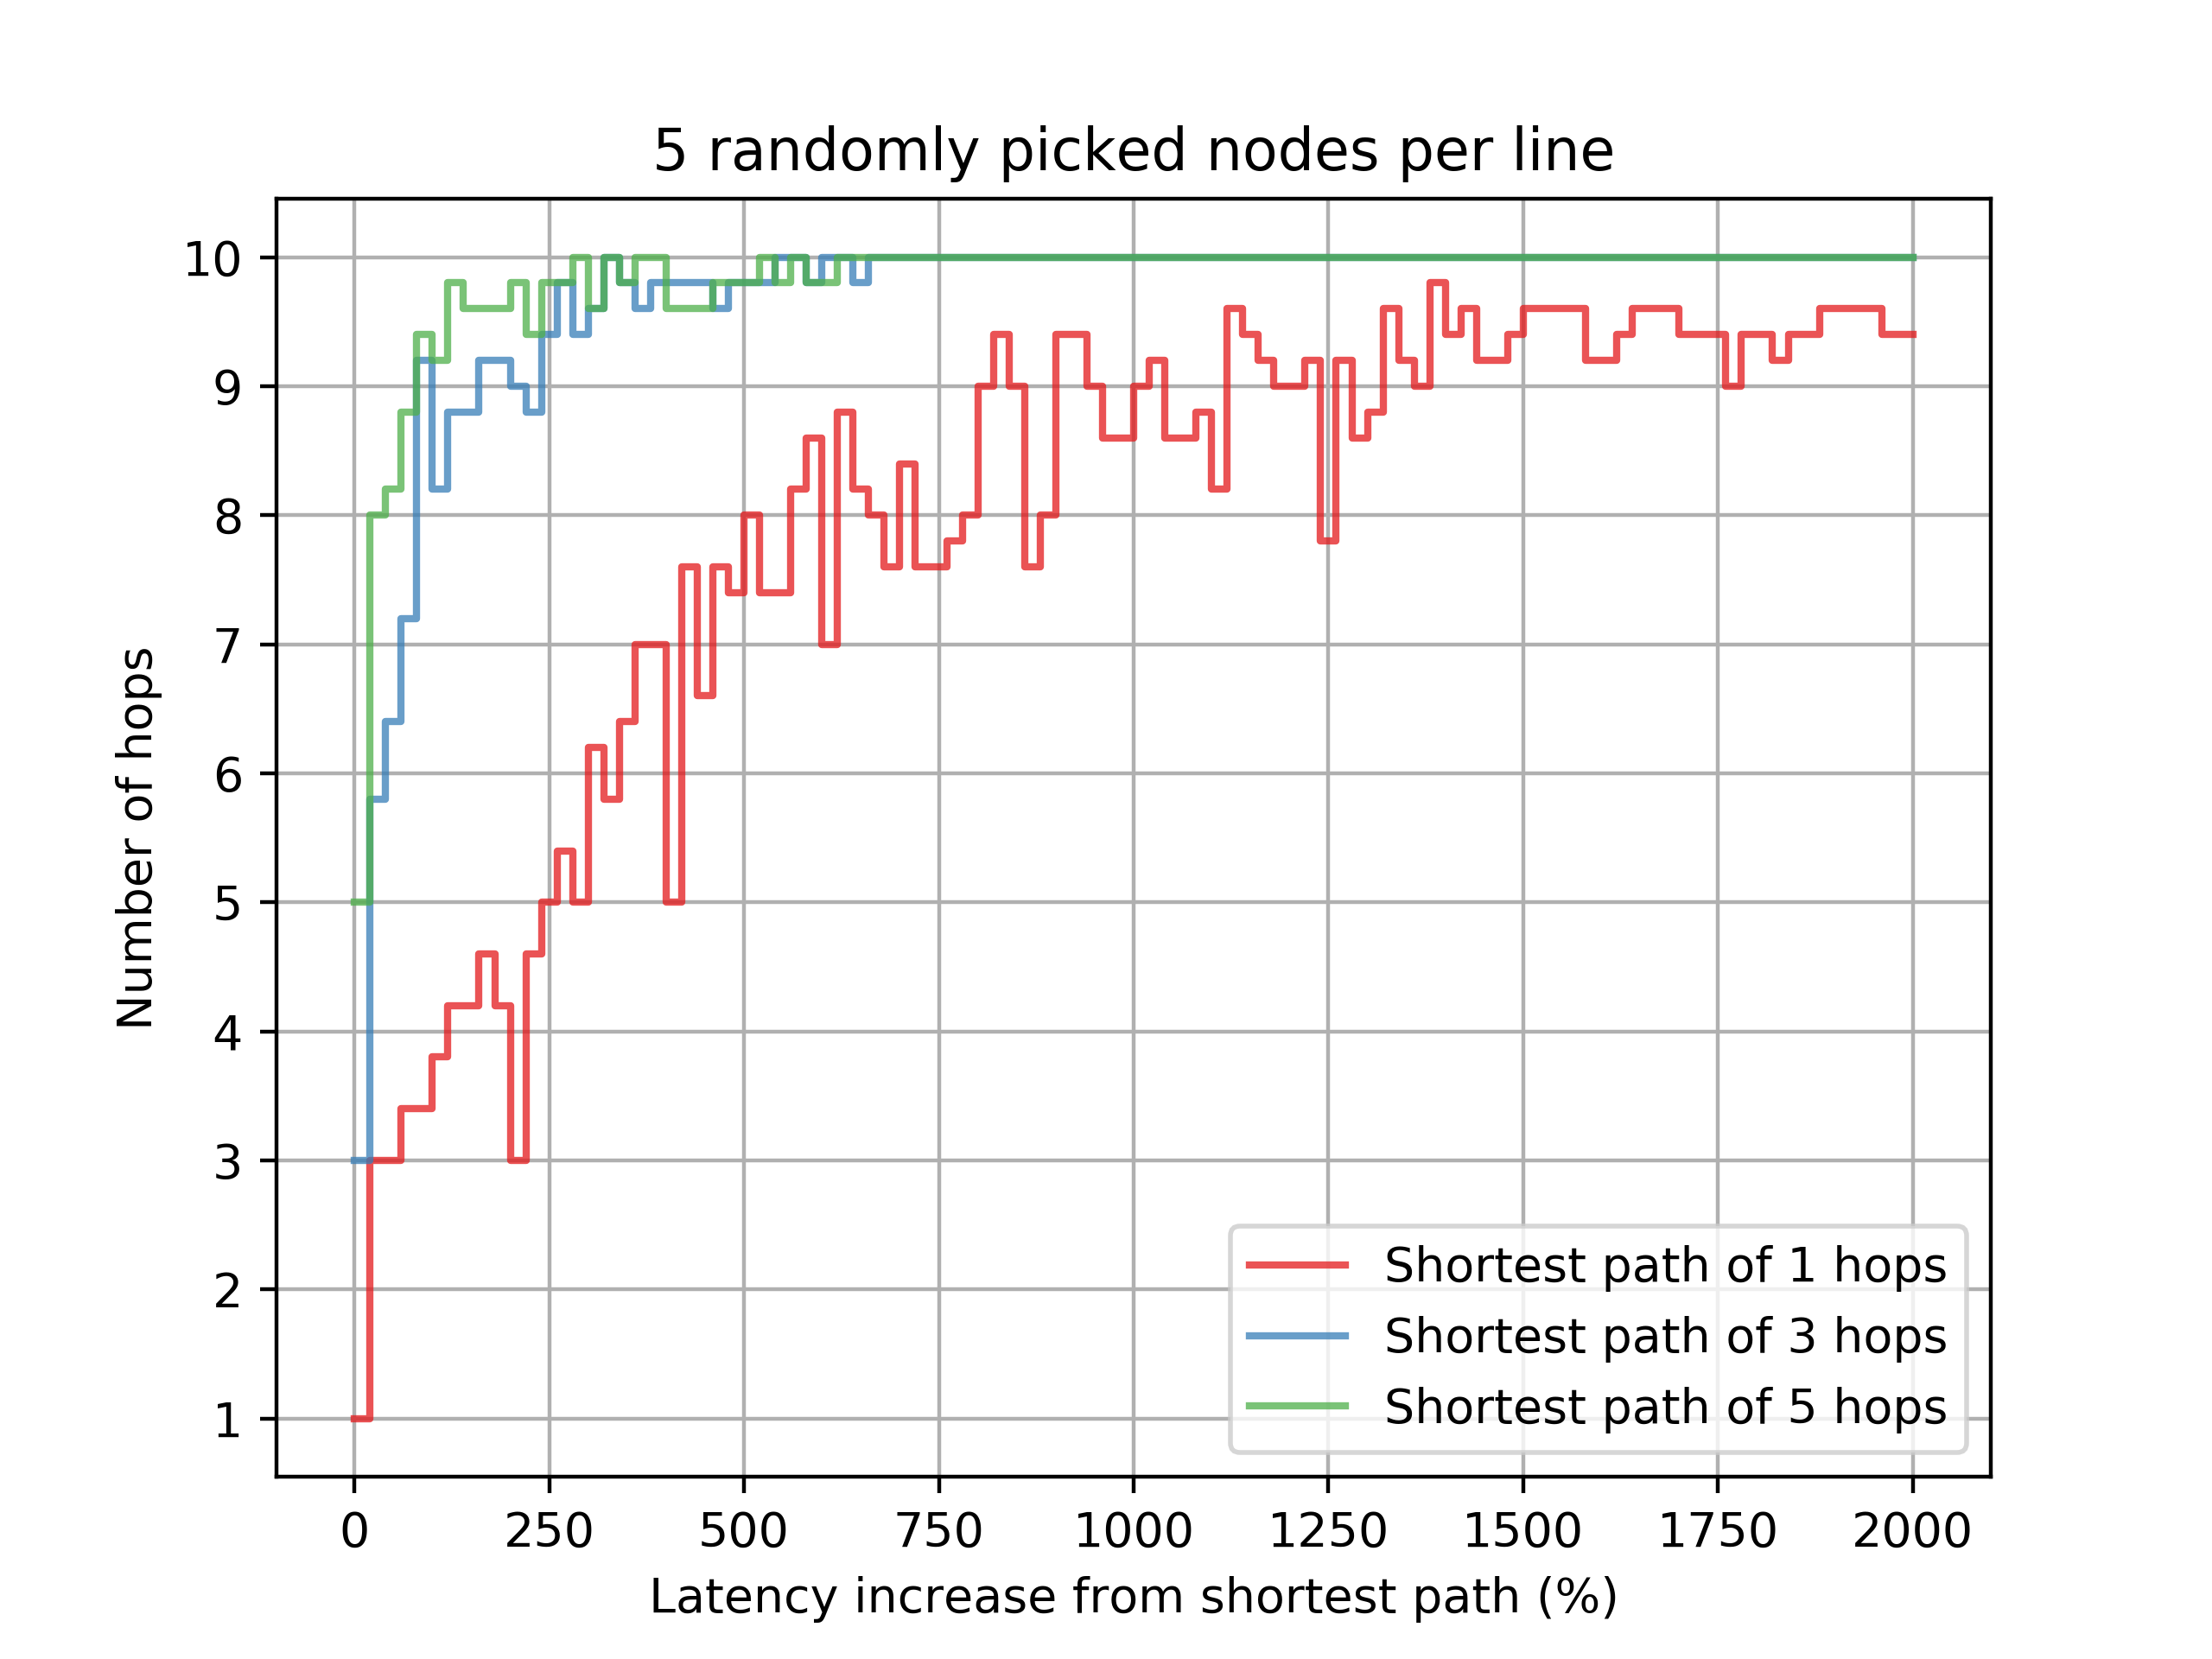 5 randomly picked nodes per line
Number of hops
10
9
8
7
6
5
4
3
2
1
Shortest path of 1 hops
Shortest path of 3 hops
Shortest path of 5 hops
0 250 500 750 1000 1250 1500 1750 2000
Latency increase from shortest path (%)